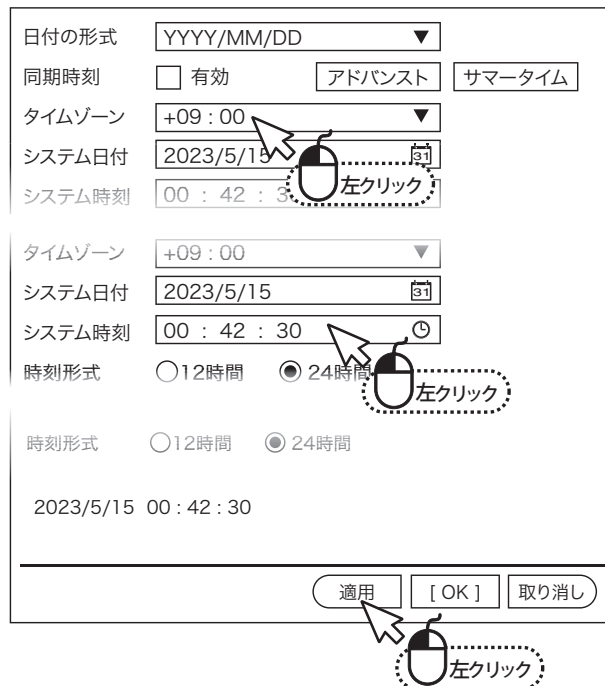 日付の形式 YYYY/MM/DD ▼
同期時刻 有効 アドバンスト サマータイム
タイムゾーン +09 : 00 ▼
システム日付 2023/5/15 31
左クリック
システム時刻 00 : 42 : 3
タイムゾーン +09 : 00 ▼
システム日付 2023/5/15 31
システム時刻 00 : 42 : 30
時刻形式 12時間 24時間
左クリック
時刻形式 12時間 24時間
2023/5/15 00 : 42 : 30
適用 [ OK ] 取り消し
左クリック